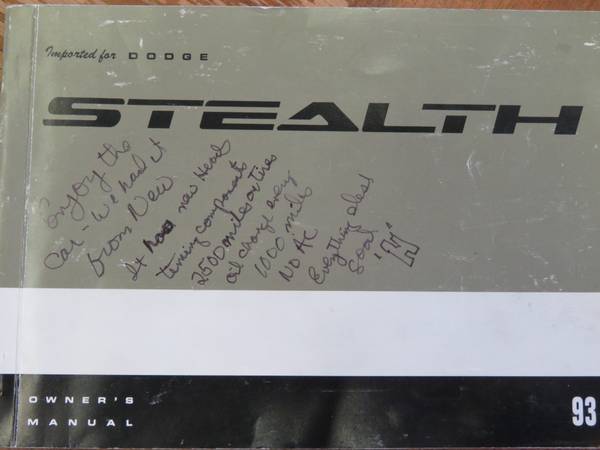 Imported for DODGE
STEALTH
Enjoy the
Car - We had it
from New
It has new Head
timing components
2500 miles on tires
oil change every
1000 miles
NO AC
Everything else
Good!
OWNER'S
MANUAL
93